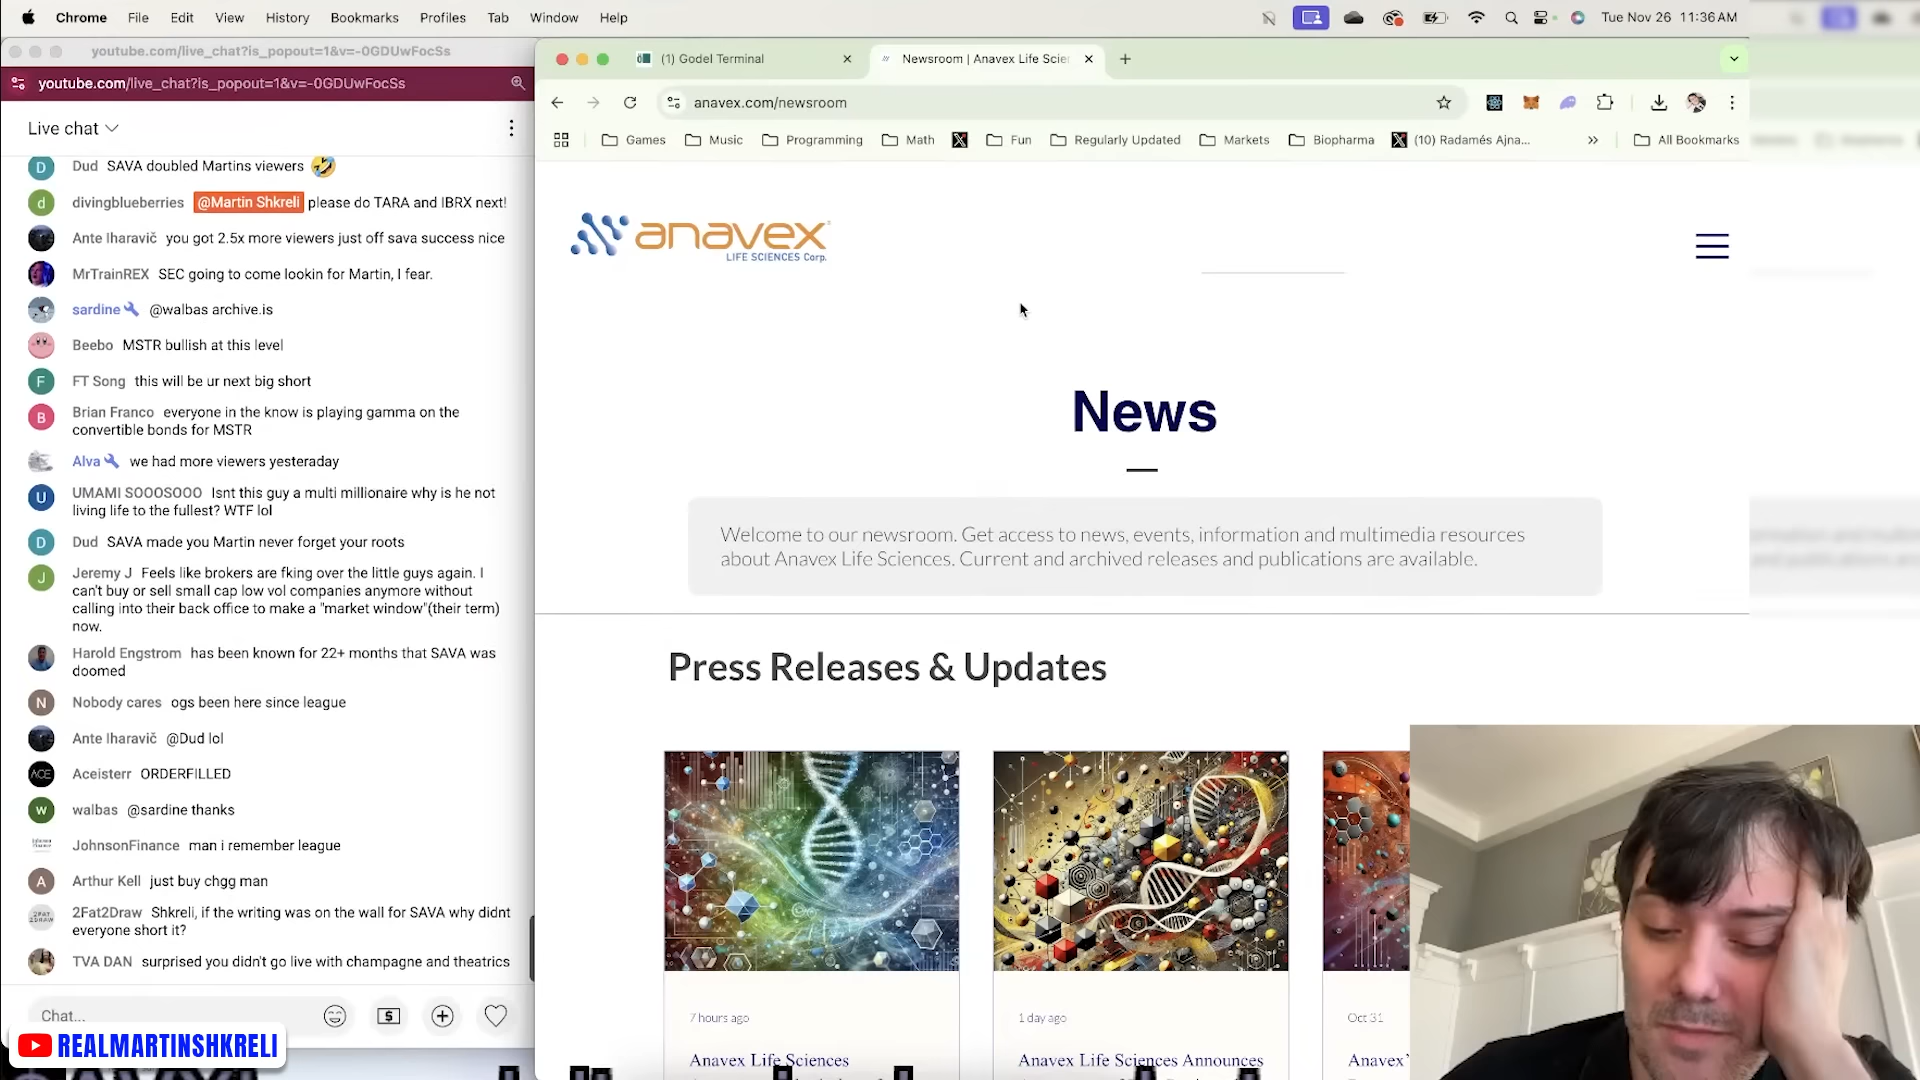 Chrome File Edit View History Bookmarks Profiles Tab Window Help
Tue Nov 26 11:36 AM
youtube.com/live_chat?is_popout=1&v=-0GDUwFocSs
youtube.com/live_chat?is_popout=1&v=-0GDUwFocSs
Live chat
D Dud SAVA doubled Martins viewers 🤣
d divingblueberries @Martin Shkreli please do TARA and IBRX next!
Ante Iharavič you got 2.5x more viewers just off sava success nice
MrTrainREX SEC going to come lookin for Martin, I fear.
sardine @walbas archive.is
Beebo MSTR bullish at this level
F FT Song this will be ur next big short
B Brian Franco everyone in the know is playing gamma on the
convertible bonds for MSTR
Alva we had more viewers yesteraday
U UMAMI SOOOSOOO Isnt this guy a multi millionaire why is he not
living life to the fullest? WTF lol
D Dud SAVA made you Martin never forget your roots
J Jeremy J Feels like brokers are fking over the little guys again. I
can't buy or sell small cap low vol companies anymore without
calling into their back office to make a "market window"(their term)
now.
Harold Engstrom has been known for 22+ months that SAVA was
doomed
N Nobody cares ogs been here since league
Ante Iharavič @Dud lol
ACE Aceisterr ORDERFILLED
w walbas @sardine thanks
JohnsonFinance man i remember league
A Arthur Kell just buy chgg man
2FAT2DRAW 2Fat2Draw Shkreli, if the writing was on the wall for SAVA why didnt
everyone short it?
TVA DAN surprised you didn't go live with champagne and theatrics
Chat...
REALMARTINSHKRELI
(1) Godel Terminal
Newsroom | Anavex Life Scie
anavex.com/newsroom
Games Music Programming Math Fun Regularly Updated Markets Biopharma (10) Radamés Ajna... » All Bookmarks
anavex
LIFE SCIENCES Corp.
News
Welcome to our newsroom. Get access to news, events, information and multimedia resources
about Anavex Life Sciences. Current and archived releases and publications are available.
Press Releases & Updates
7 hours ago
Anavex Life Sciences
1 day ago
Anavex Life Sciences Announces
Oct 31
Anavex'